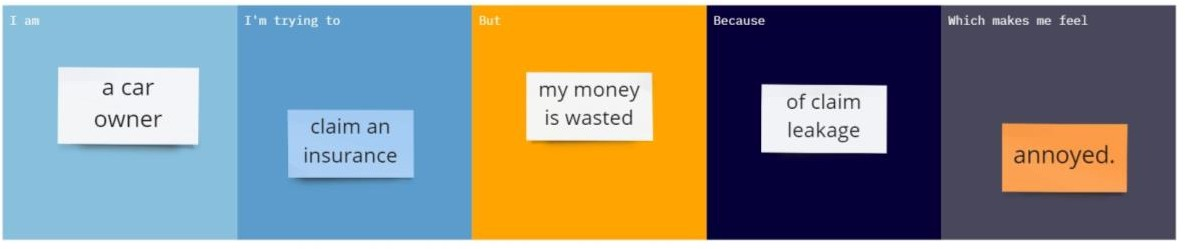 I am
a car
owner
I'm trying to
claim an
insurance
But
my money
is wasted
Because
of claim
leakage
Which makes me feel
annoyed.